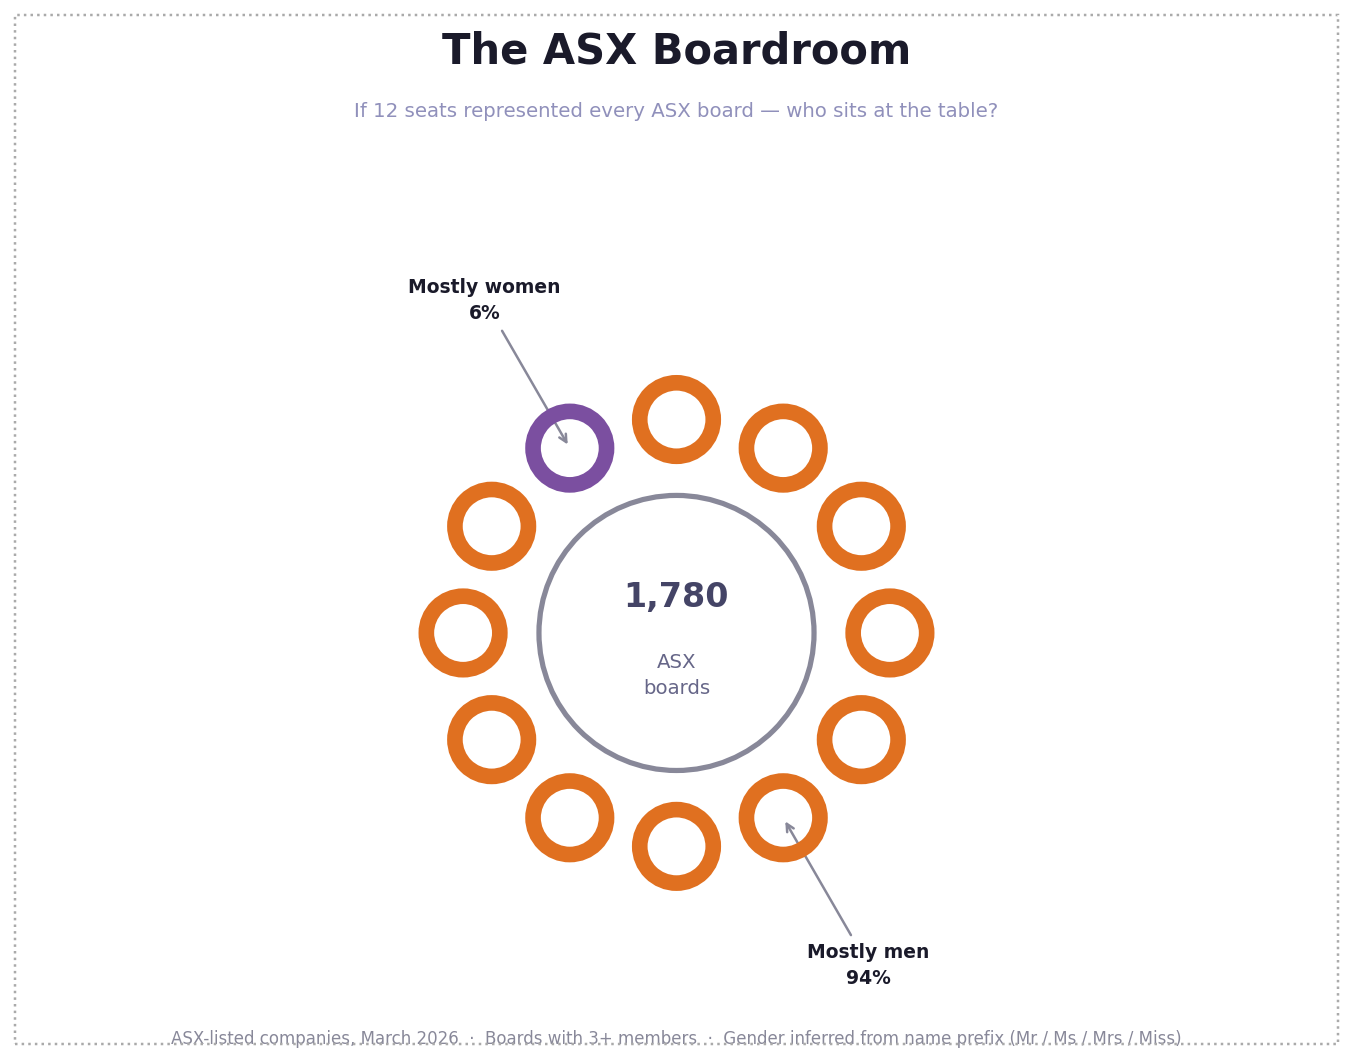 The ASX Boardroom
If 12 seats represented every ASX board — who sits at the table?
Mostly women
6%
1,780
ASX
boards
Mostly men
94%
ASX-listed companies, March 2026  ·  Boards with 3+ members  ·  Gender inferred from name prefix (Mr / Ms / Mrs / Miss)